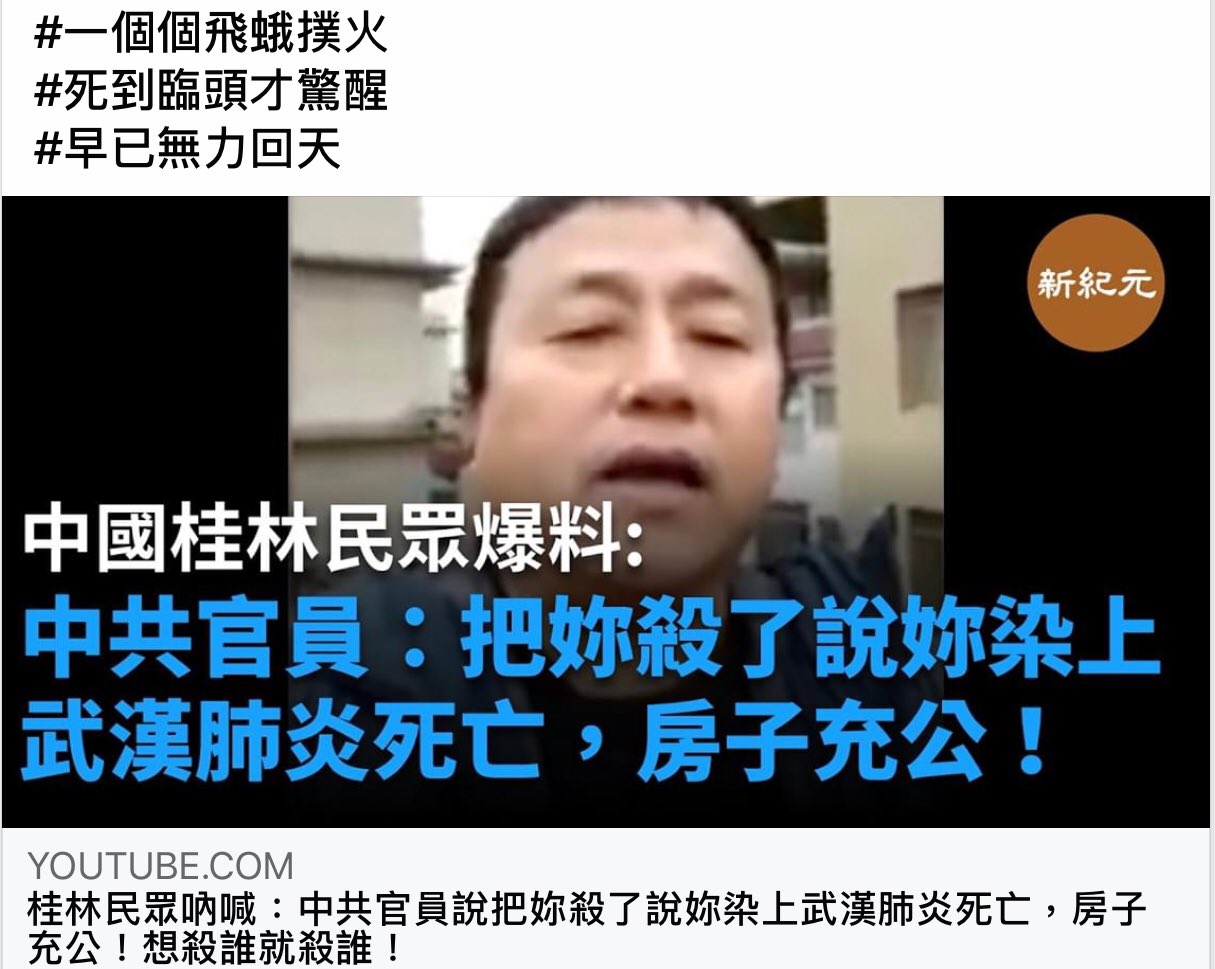 #一個個飛蛾撲火
#死到臨頭才驚醒
#早已無力回天
新紀元
中國桂林民眾爆料:
中共官員：把妳殺了說妳染上
武漢肺炎死亡，房子充公！
YOUTUBE.COM
桂林民眾吶喊：中共官員說把妳殺了說妳染上武漢肺炎死亡，房子
充公！想殺誰就殺誰！